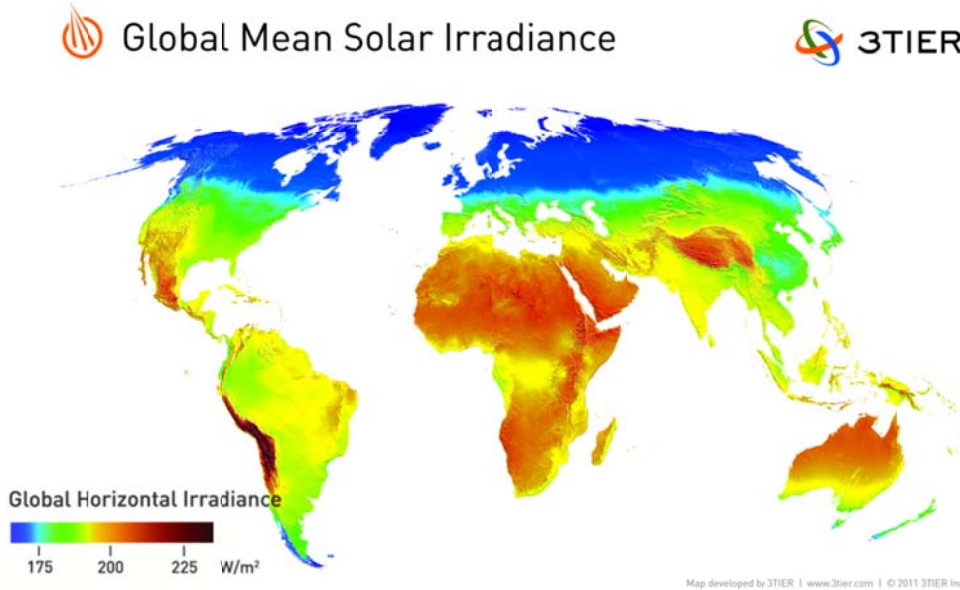 Global Mean Solar Irradiance
3TIER
Global Horizontal Irradiance
175 200 225 W/m²
Map developed by 3TIER | www.3tier.com | © 2011 3TIER Inc